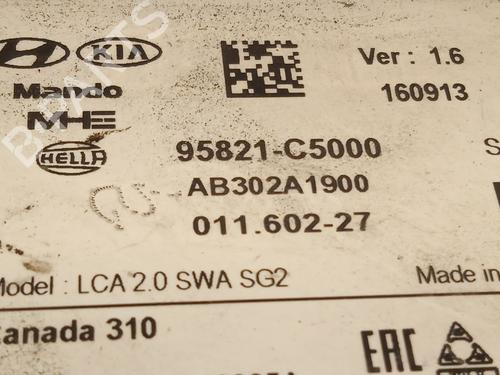 KIA
Ver : 1.6
Mando
160913
MHE
HELLA
95821-C5000
S
AB302A1900
011.602-27
Model : LCA 2.0 SWA SG2
Made in
Canada 310
EAC
B-PARTS